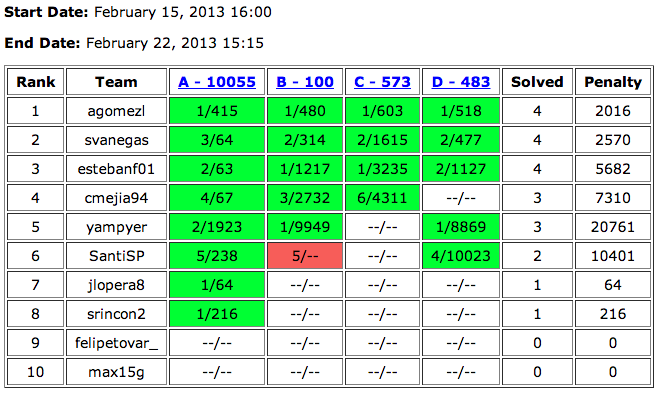 Start Date: February 15, 2013 16:00
End Date: February 22, 2013 15:15
Rank Team A - 10055 B - 100 C - 573 D - 483 Solved Penalty
1 agomezl 1/415 1/480 1/603 1/518 4 2016
2 svanegas 3/64 2/314 2/1615 2/477 4 2570
3 estebanf01 2/63 1/1217 1/3235 2/1127 4 5682
4 cmejia94 4/67 3/2732 6/4311 --/-- 3 7310
5 yampyer 2/1923 1/9949 --/-- 1/8869 3 20761
6 SantiSP 5/238 5/-- --/-- 4/10023 2 10401
7 jlopera8 1/64 --/-- --/-- --/-- 1 64
8 srincon2 1/216 --/-- --/-- --/-- 1 216
9 felipetovar_ --/-- --/-- --/-- --/-- 0 0
10 max15g --/-- --/-- --/-- --/-- 0 0